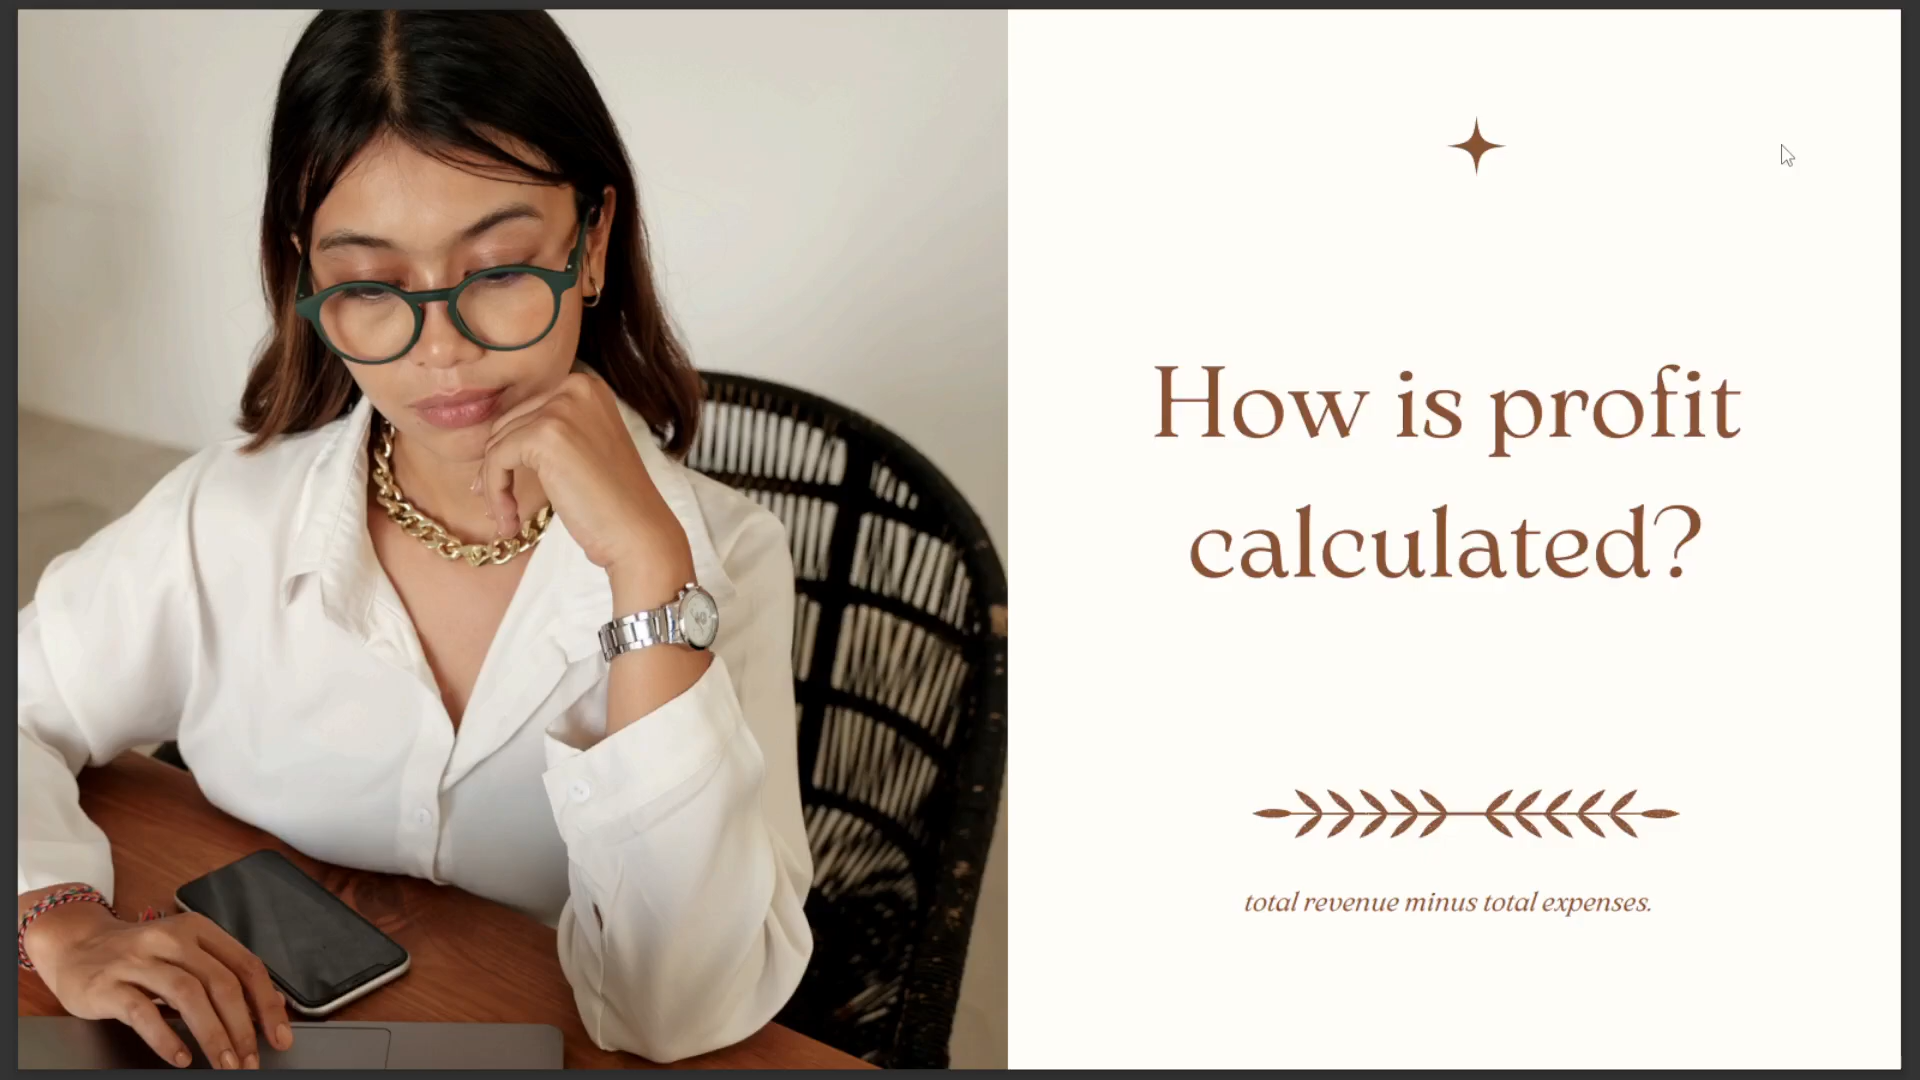 How is profit
calculated?
total revenue minus total expenses.